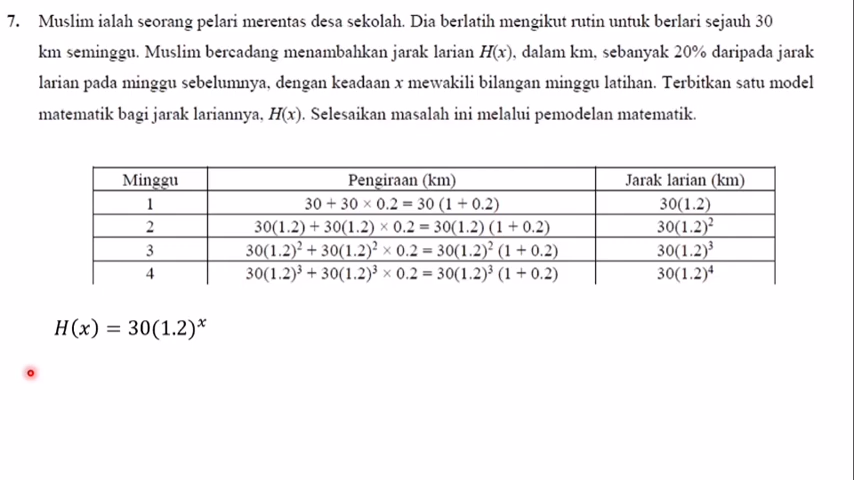 7. Muslim ialah seorang pelari merentas desa sekolah. Dia berlatih mengikut rutin untuk berlari sejauh 30
km seminggu. Muslim bercadang menambahkan jarak larian H(x), dalam km, sebanyak 20% daripada jarak
larian pada minggu sebelumnya, dengan keadaan x mewakili bilangan minggu latihan. Terbitkan satu model
matematik bagi jarak lariannya, H(x). Selesaikan masalah ini melalui pemodelan matematik.
Minggu Pengiraan (km) Jarak larian (km)
1 30 + 30 × 0.2 = 30 (1 + 0.2) 30(1.2)
2 30(1.2) + 30(1.2) × 0.2 = 30(1.2) (1 + 0.2) 30(1.2)²
3 30(1.2)² + 30(1.2)² × 0.2 = 30(1.2)² (1 + 0.2) 30(1.2)³
4 30(1.2)³ + 30(1.2)³ × 0.2 = 30(1.2)³ (1 + 0.2) 30(1.2)⁴
H(x) = 30(1.2)ˣ